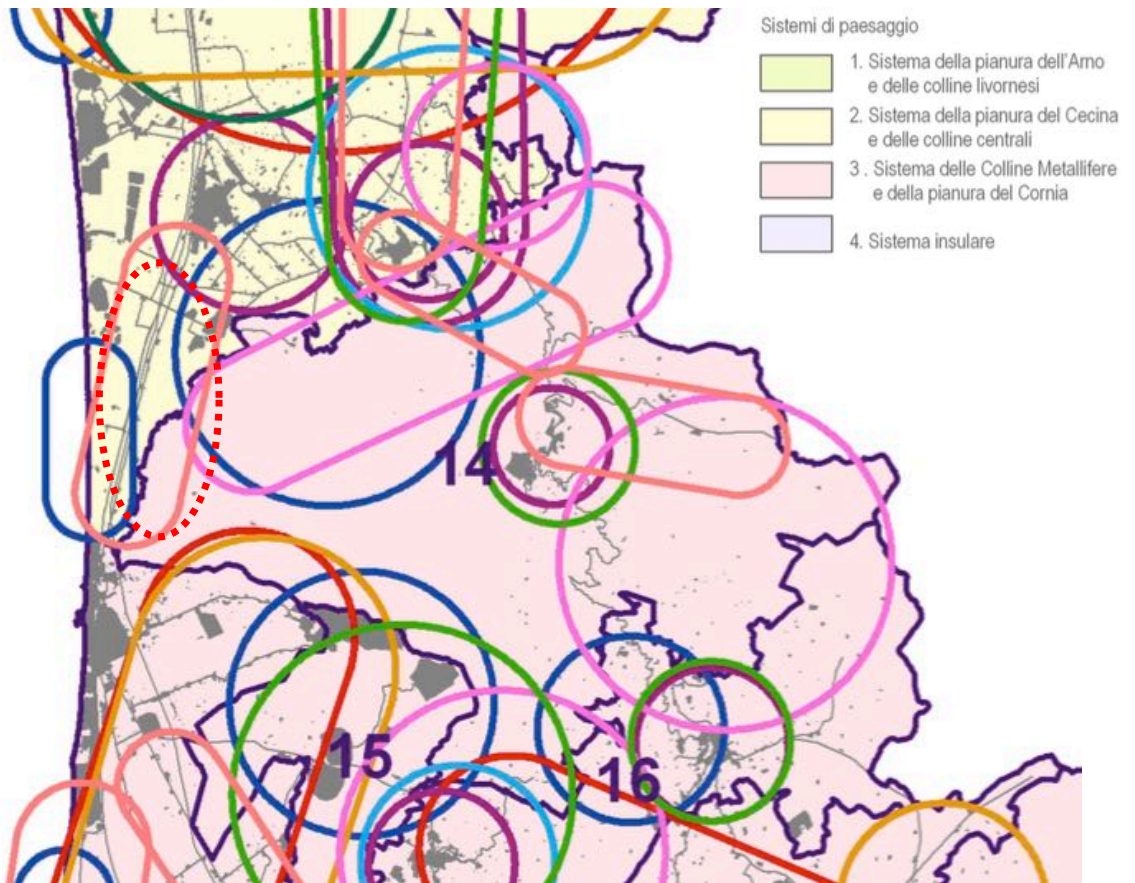 Sistemi di paesaggio
1. Sistema della pianura dell'Arno
e delle colline livornesi
2. Sistema della pianura del Cecina
e delle colline centrali
3 . Sistema delle Colline Metallifere
e della pianura del Cornia
4. Sistema insulare
14
15
16